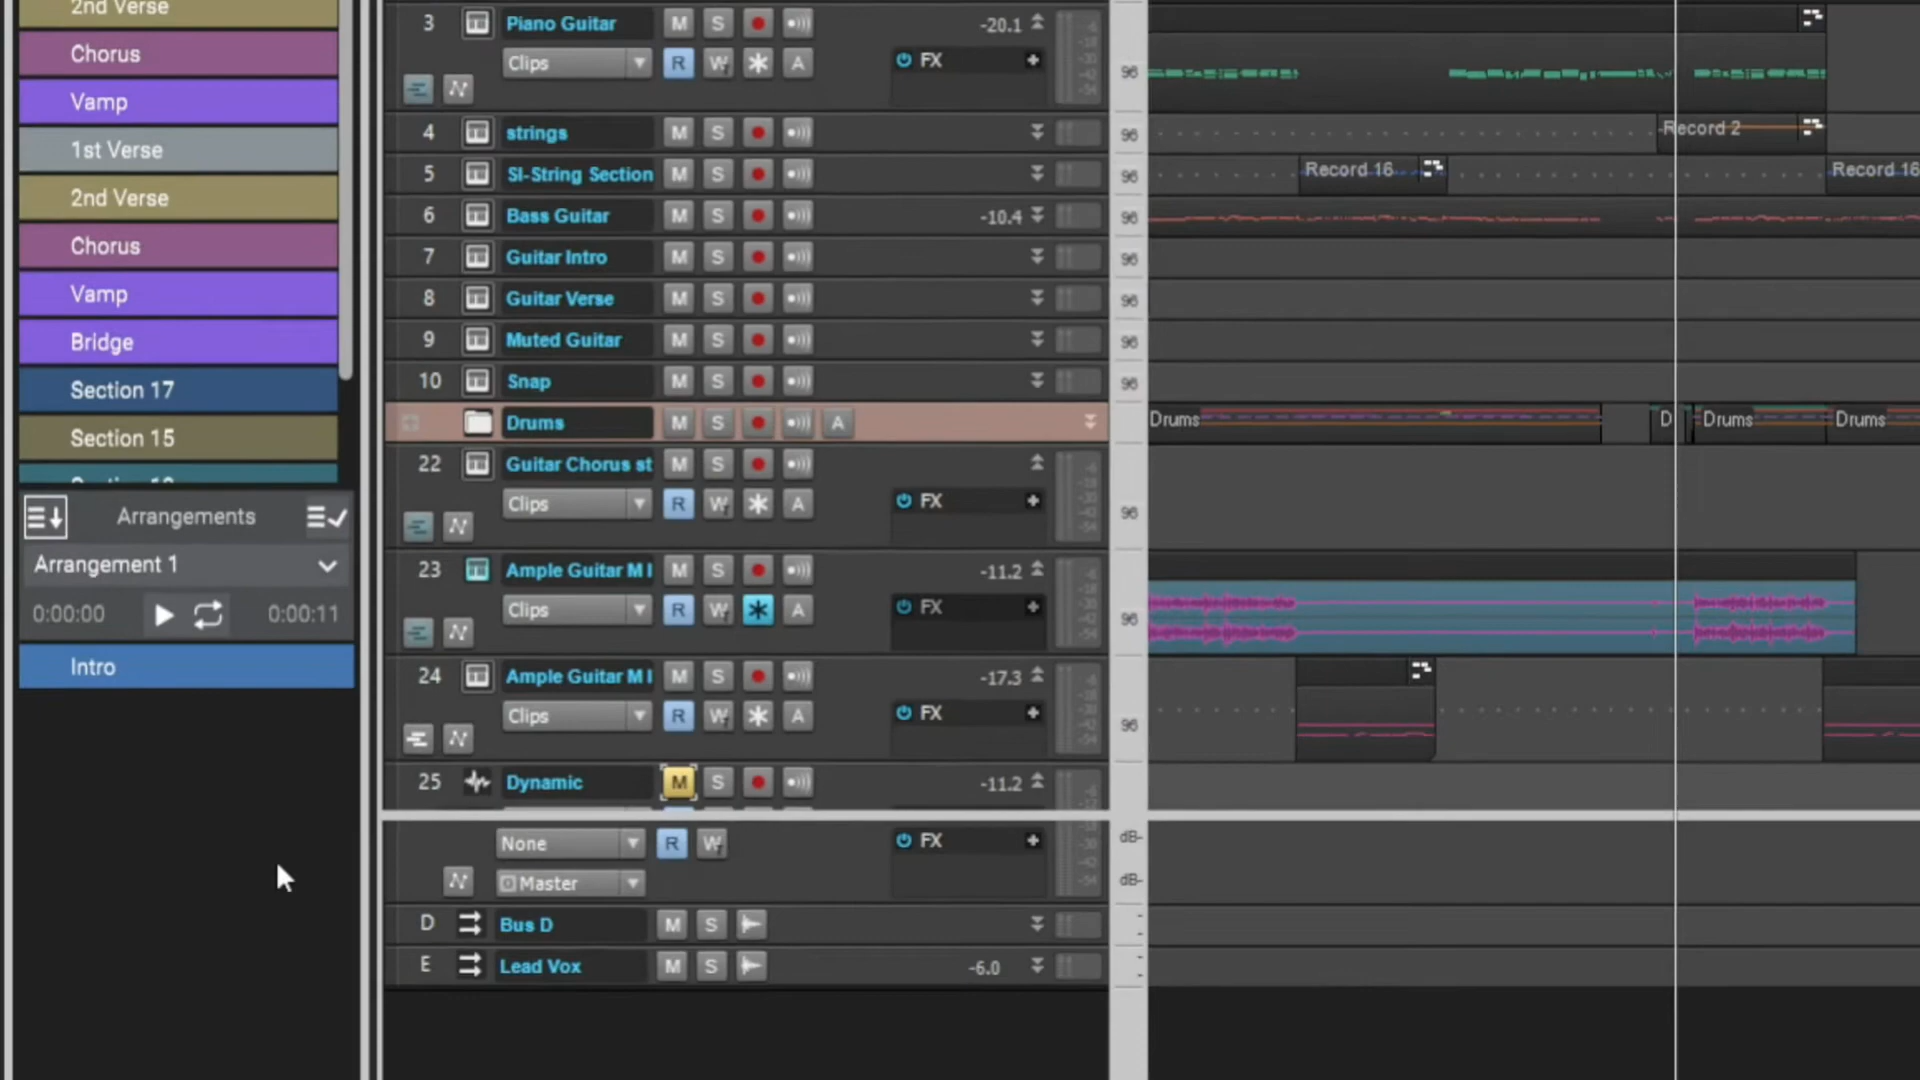 2nd Verse
Chorus
Vamp
1st Verse
2nd Verse
Chorus
Vamp
Bridge
Section 17
Section 15
Arrangements
Arrangement 1
0:00:00 0:00:11
Intro
3 Piano Guitar M S -20.1
Clips R W * A FX +
4 strings M S
5 SI-String Section M S
6 Bass Guitar M S -10.4
7 Guitar Intro M S
8 Guitar Verse M S
9 Muted Guitar M S
10 Snap M S
Drums M S A
22 Guitar Chorus st M S
Clips R W * A FX +
23 Ample Guitar M I M S -11.2
Clips R W * A FX +
24 Ample Guitar M I M S -17.3
Clips R W * A FX +
25 Dynamic M S -11.2
None R W FX +
Master
D Bus D M S
E Lead Vox M S -6.0
96
96
96
96
96
96
96
96
96
96
96
dB-
dB-
Record 2
Record 16 Record 16
Drums D Drums Drums